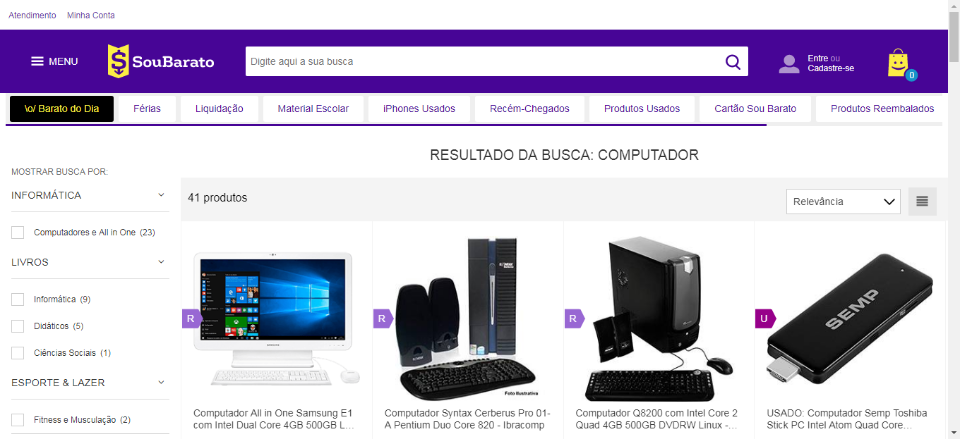 Atendimento Minha Conta
MENU
SouBarato
Digite aqui a sua busca
Entre ou
Cadastre-se
0
\o/ Barato do Dia
Férias
Liquidação
Material Escolar
iPhones Usados
Recém-Chegados
Produtos Usados
Cartão Sou Barato
Produtos Reembalados
RESULTADO DA BUSCA: COMPUTADOR
MOSTRAR BUSCA POR:
INFORMÁTICA
Computadores e All in One (23)
LIVROS
Informática (9)
Didáticos (5)
Ciências Sociais (1)
ESPORTE & LAZER
Fitness e Musculação (2)
41 produtos
Relevância
R
Computador All in One Samsung E1
com Intel Dual Core 4GB 500GB L...
R
Foto Ilustrativa
Computador Syntax Cerberus Pro 01-
A Pentium Duo Core 820 - Ibracomp
R
Computador Q8200 com Intel Core 2
Quad 4GB 500GB DVDRW Linux -...
U
SEMP
USADO: Computador Semp Toshiba
Stick PC Intel Atom Quad Core...